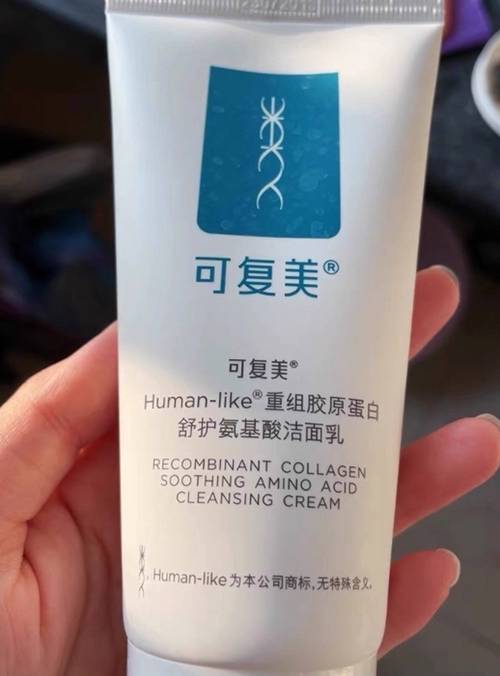 可复美®
可复美®
Human-like®重组胶原蛋白
舒护氨基酸洁面乳
RECOMBINANT COLLAGEN
SOOTHING AMINO ACID
CLEANSING CREAM
Human-like为本公司商标,无特殊含义。